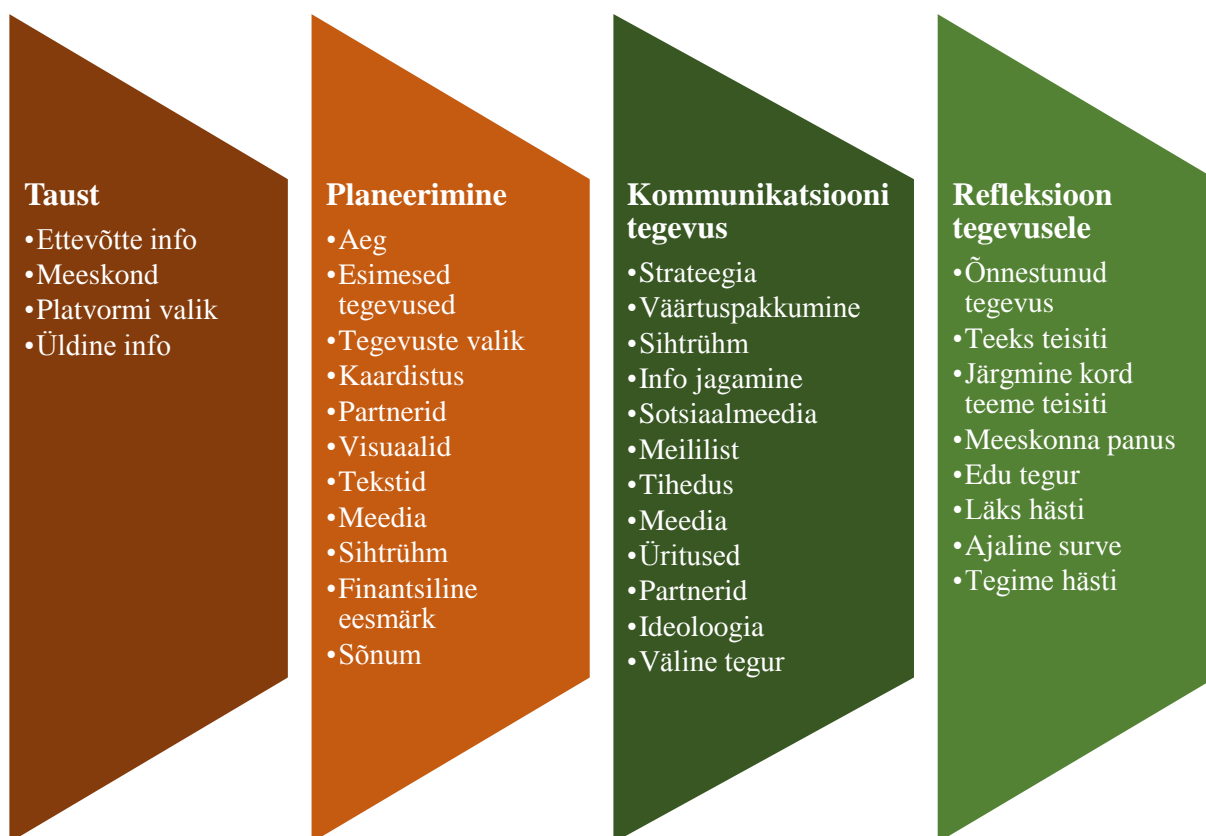 Taust
•Ettevõtte info
•Meeskond
•Platvormi valik
•Üldine info
Planeerimine
•Aeg
•Esimesed
tegevused
•Tegevuste valik
•Kaardistus
•Partnerid
•Visuaalid
•Tekstid
•Meedia
•Sihtrühm
•Finantsiline
eesmärk
•Sõnum
Kommunikatsiooni
tegevus
•Strateegia
•Väärtuspakkumine
•Sihtrühm
•Info jagamine
•Sotsiaalmeedia
•Meililist
•Tihedus
•Meedia
•Üritused
•Partnerid
•Ideoloogia
•Väline tegur
Refleksioon
tegevusele
•Õnnestunud
tegevus
•Teeks teisiti
•Järgmine kord
teeme teisiti
•Meeskonna panus
•Edu tegur
•Läks hästi
•Ajaline surve
•Tegime hästi